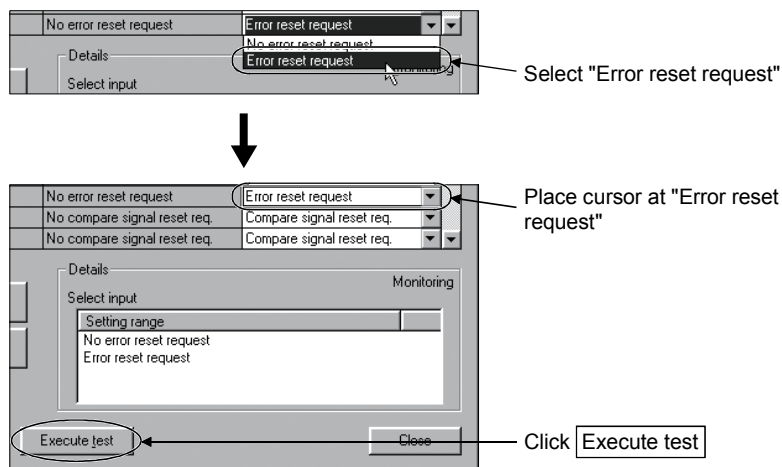 No error reset request Error reset request
No error reset request
Details
Error reset request
Monitoring
Select input
Select "Error reset request"
No error reset request Error reset request
No compare signal reset req. Compare signal reset req.
No compare signal reset req. Compare signal reset req.
Place cursor at "Error reset
request"
Details
Monitoring
Select input
Setting range
No error reset request
Error reset request
Execute test
Close
Click Execute test